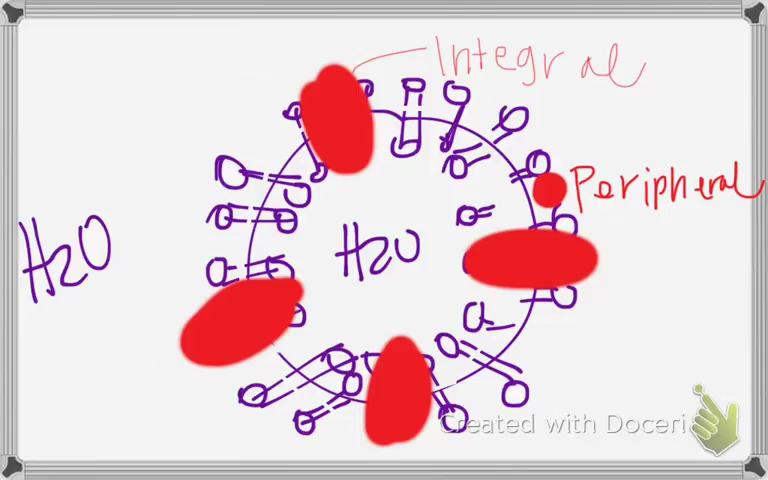 Integral
Peripheral
H2O
H2O
Created with Doceri